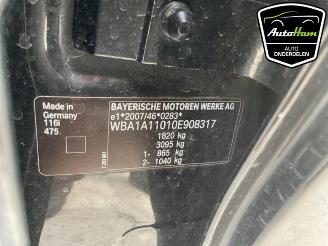 AutoHam
AUTO
ONDERDELEN
Made in
Germany
116i
475
BAYERISCHE MOTOREN WERKE AG
e1*2007/46*0283*
WBA1A11010E908317
1820 kg
3095 kg
1- 865 kg
2- 1040 kg